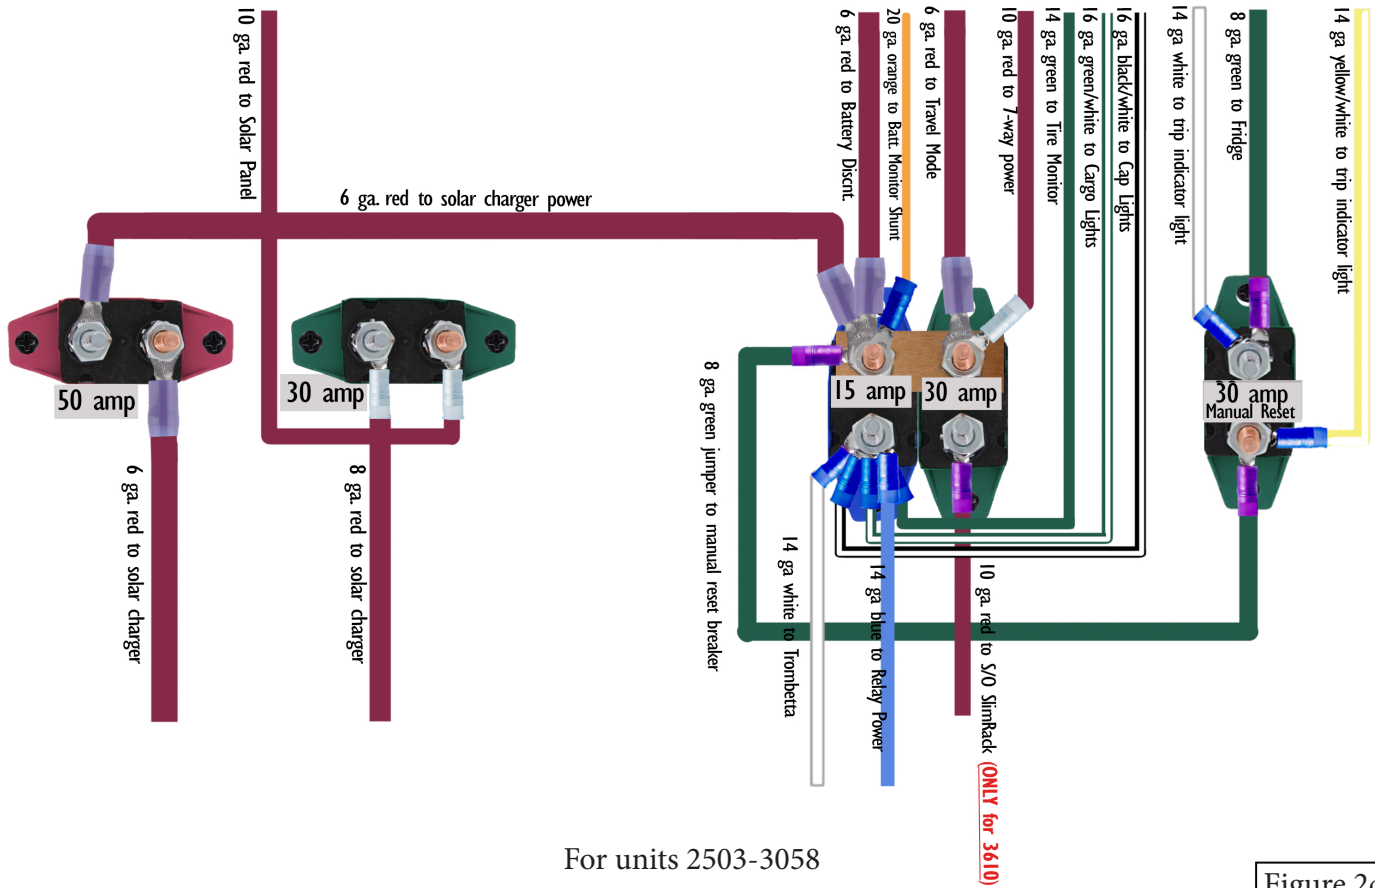 10 ga. red to Solar Panel
6 ga. red to solar charger power
6 ga. red to Battery Discnt.
20 ga. orange to Batt. Monitor Shunt
6 ga. red to Travel Mode
10 ga. red to 7-way power
14 ga. green to Tire Monitor
16 ga. green/white to Cargo Lights
16 ga. black/white to Cap Lights
14 ga white to trip indicator light
8 ga. green to Fridge
14 ga yellow/white to trip indicator light
50 amp
30 amp
15 amp
30 amp
30 amp
Manual Reset
6 ga. red to solar charger
8 ga. red to solar charger
8 ga. green jumper to manual reset breaker
14 ga white to Trombetta
14 ga blue to Relay Power
10 ga. red to S/O SlimRack (ONLY for 3610)
For units 2503-3058
Figure 2